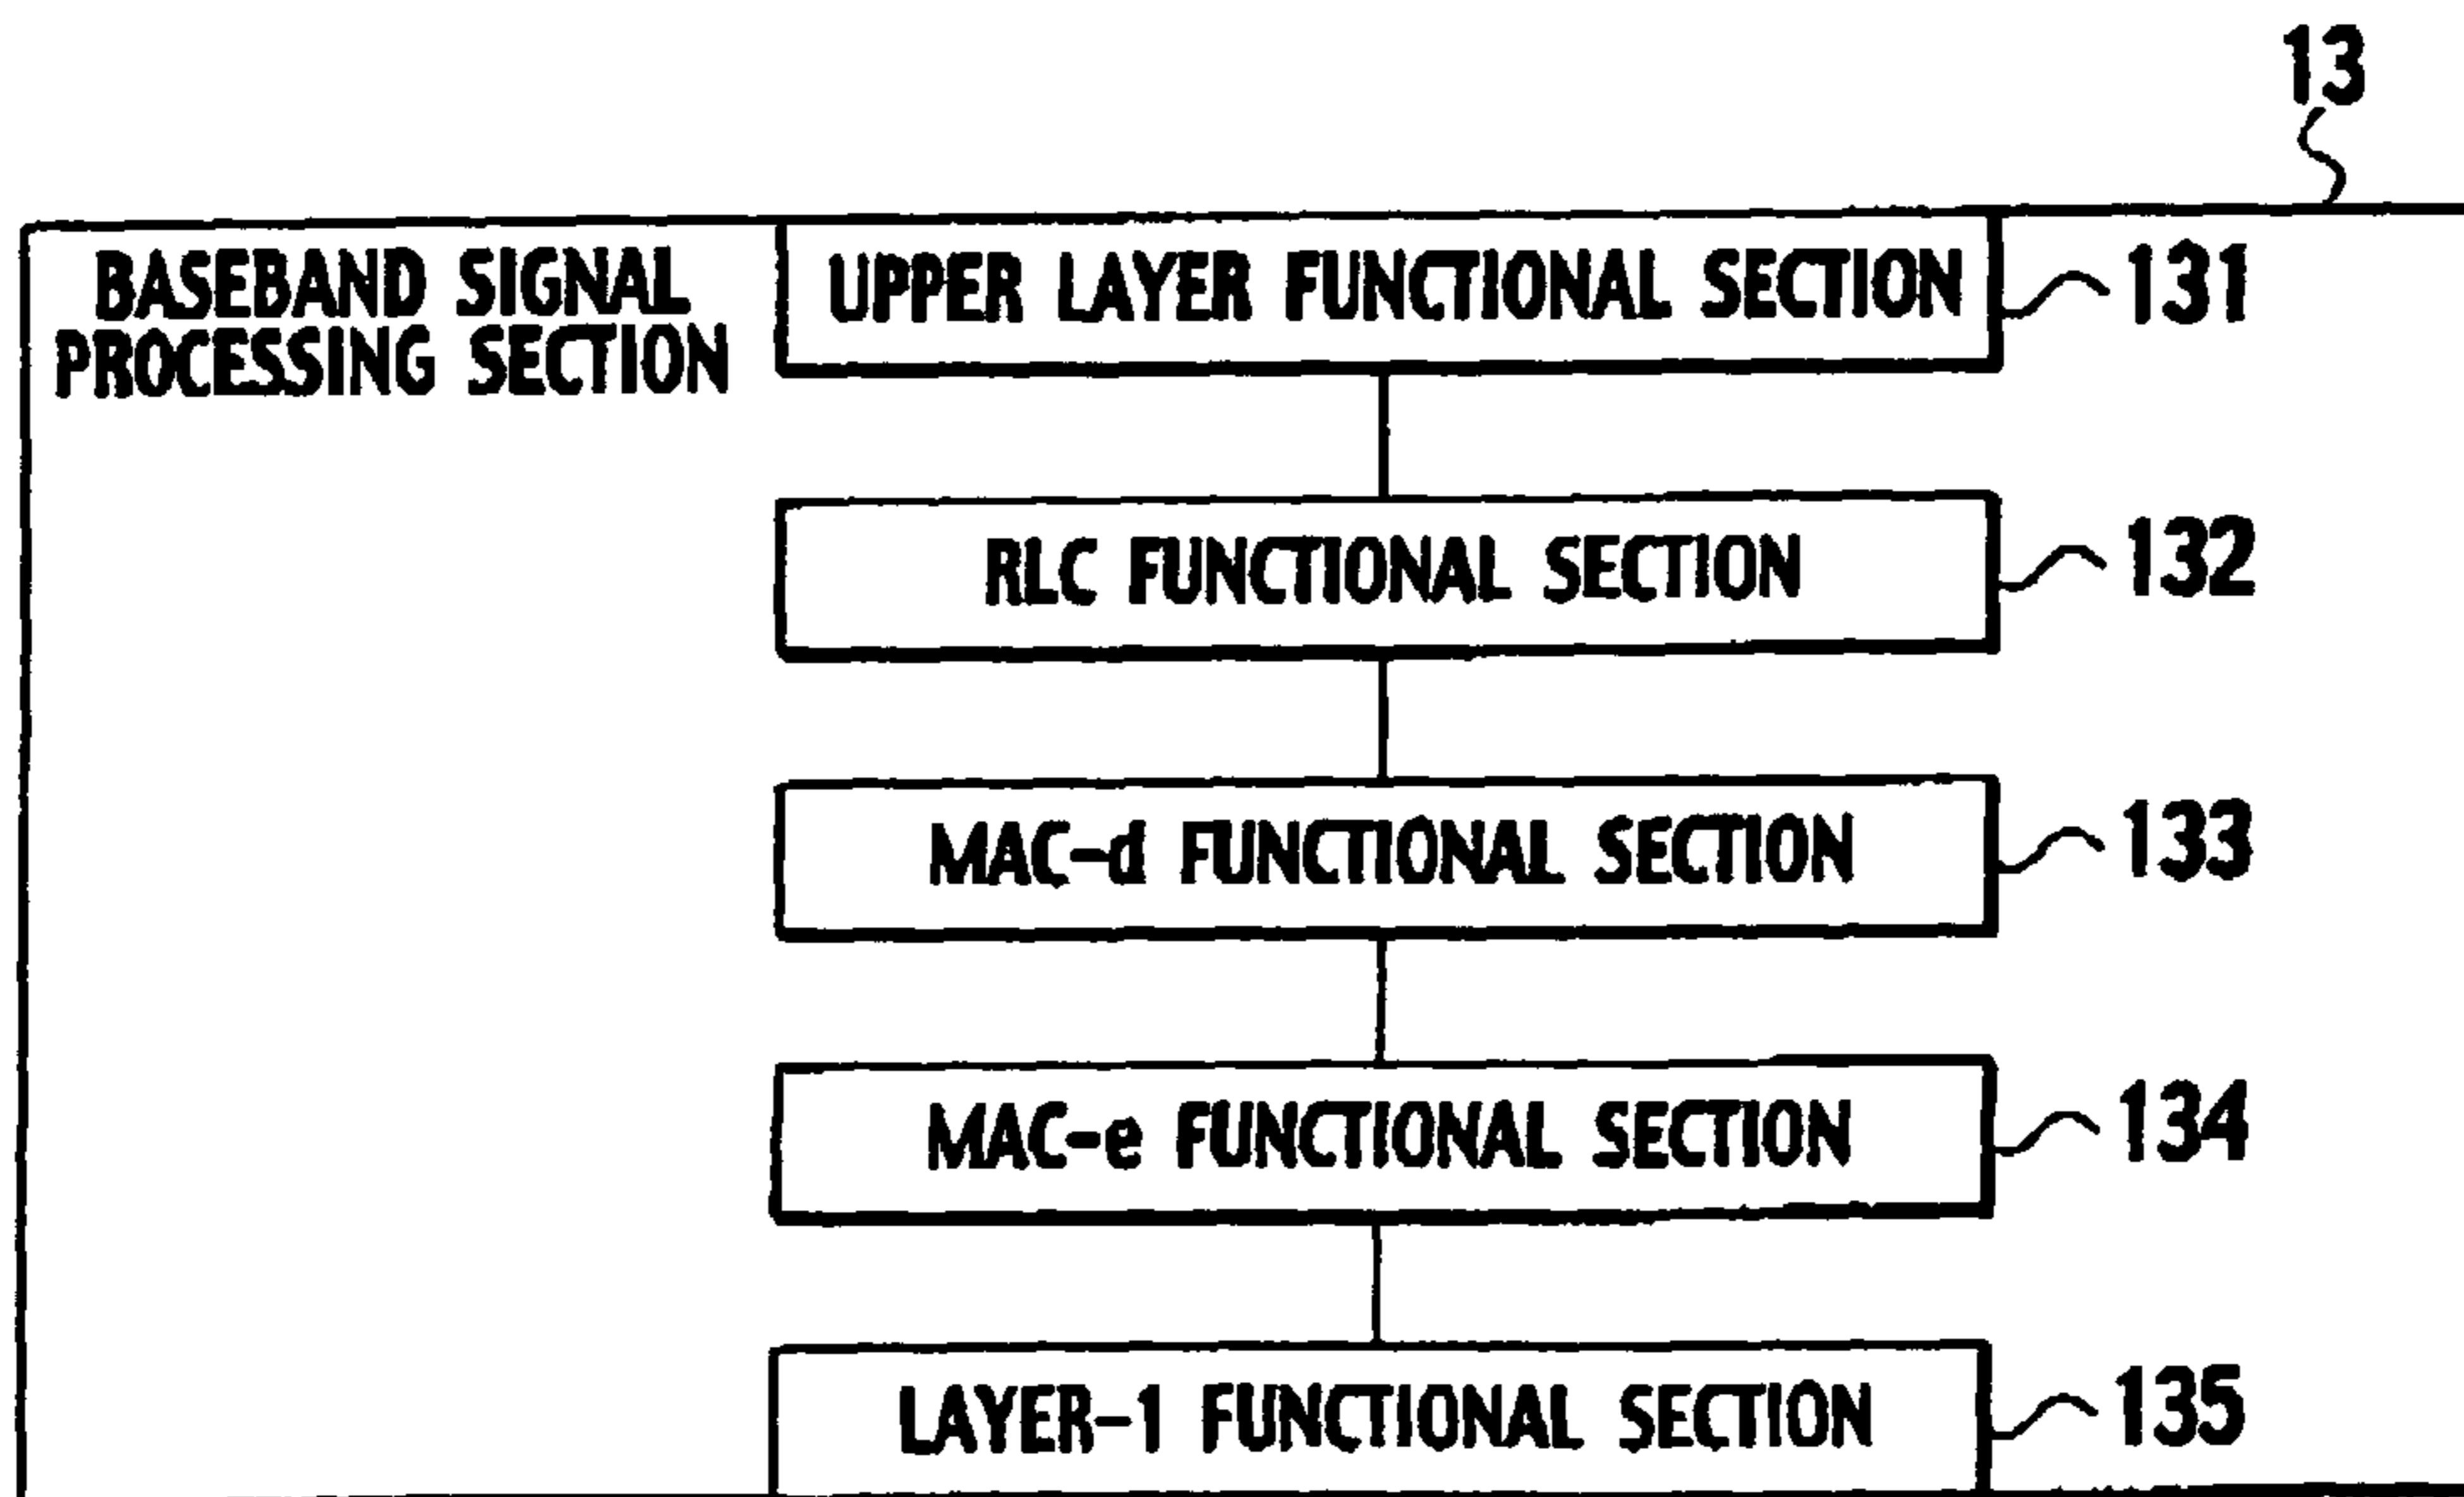 13
BASEBAND SIGNAL
PROCESSING SECTION
UPPER LAYER FUNCTIONAL SECTION
131
RLC FUNCTIONAL SECTION
132
MAC-d FUNCTIONAL SECTION
133
MAC-e FUNCTIONAL SECTION
134
LAYER-1 FUNCTIONAL SECTION
135